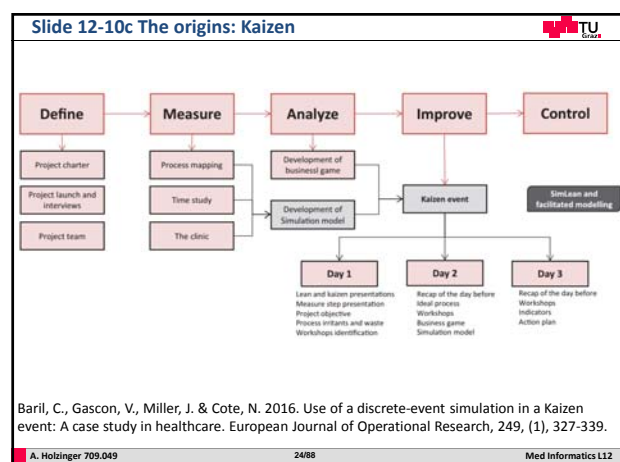 Slide 12-10c The origins: Kaizen
TU
Graz
Define
Measure
Analyze
Improve
Control
Project charter
Project launch and
interviews
Project team
Process mapping
Time study
The clinic
Development of
businessl game
Development of
Simulation model
Kaizen event
SimLean and
facilitated modelling
Day 1
Lean and kaizen presentations
Measure step presentation
Project objective
Process irritants and waste
Workshops identification
Day 2
Recap of the day before
Ideal process
Workshops
Business game
Simulation model
Day 3
Recap of the day before
Workshops
Indicators
Action plan
Baril, C., Gascon, V., Miller, J. & Cote, N. 2016. Use of a discrete-event simulation in a Kaizen
event: A case study in healthcare. European Journal of Operational Research, 249, (1), 327-339.
A. Holzinger 709.049
24/88
Med Informatics L12